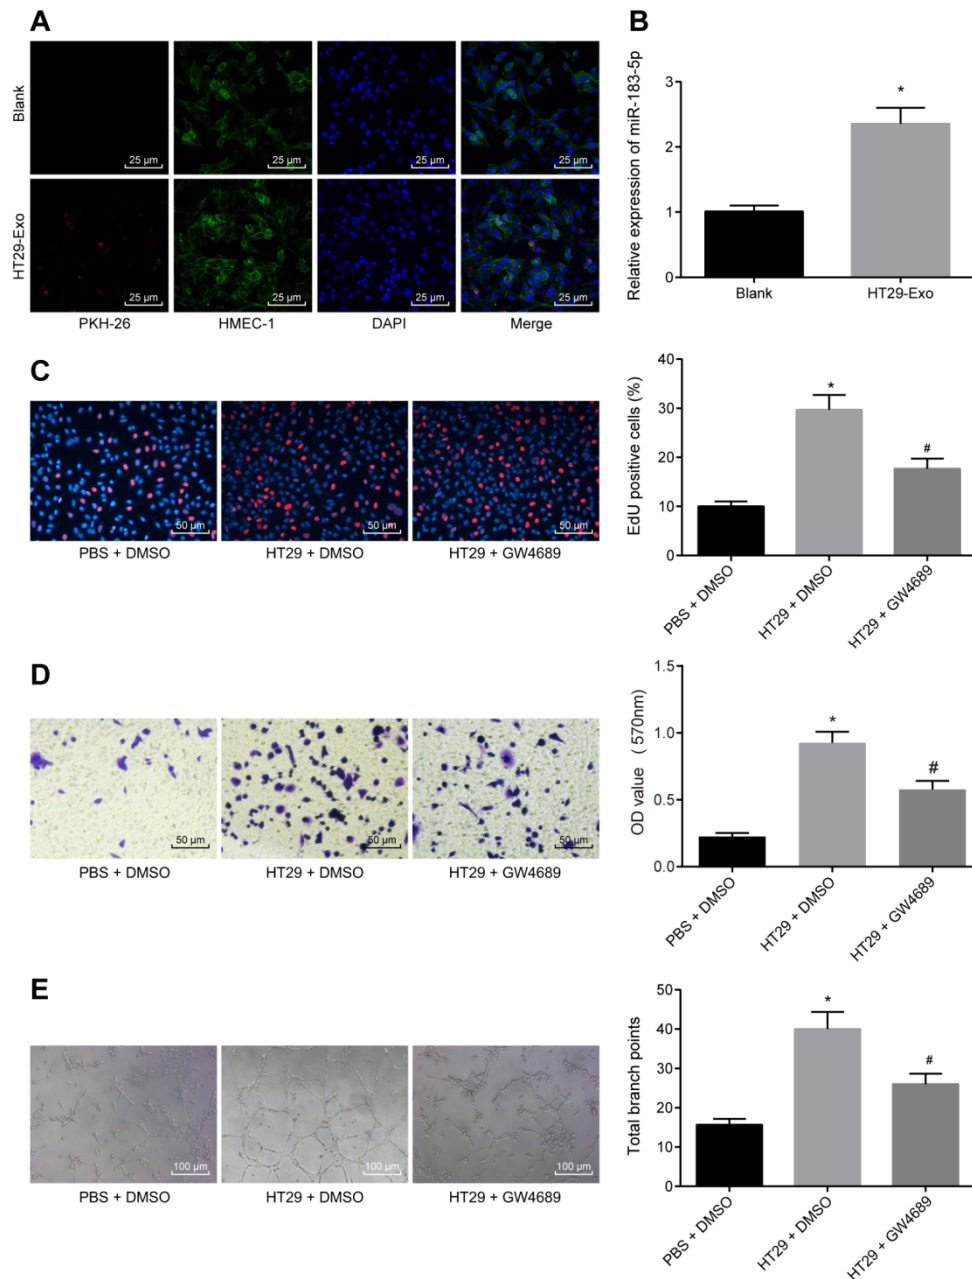 A
Blank
25 µm
25 µm
25 µm
25 µm
HT29-Exo
25 µm
25 µm
25 µm
25 µm
PKH-26
HMEC-1
DAPI
Merge
B
Relative expression of miR-183-5p
3
2
1
0
*
Blank
HT29-Exo
C
50 µm
50 µm
50 µm
PBS + DMSO
HT29 + DMSO
HT29 + GW4689
EdU positive cells (%)
40
30
20
10
0
*
#
PBS + DMSO
HT29 + DMSO
HT29 + GW4689
D
50 µm
50 µm
50 µm
PBS + DMSO
HT29 + DMSO
HT29 + GW4689
OD value ( 570nm)
1.5
1.0
0.5
0.0
*
#
PBS + DMSO
HT29 + DMSO
HT29 + GW4689
E
100 µm
100 µm
100 µm
PBS + DMSO
HT29 + DMSO
HT29 + GW4689
Total branch points
50
40
30
20
10
0
*
#
PBS + DMSO
HT29 + DMSO
HT29 + GW4689